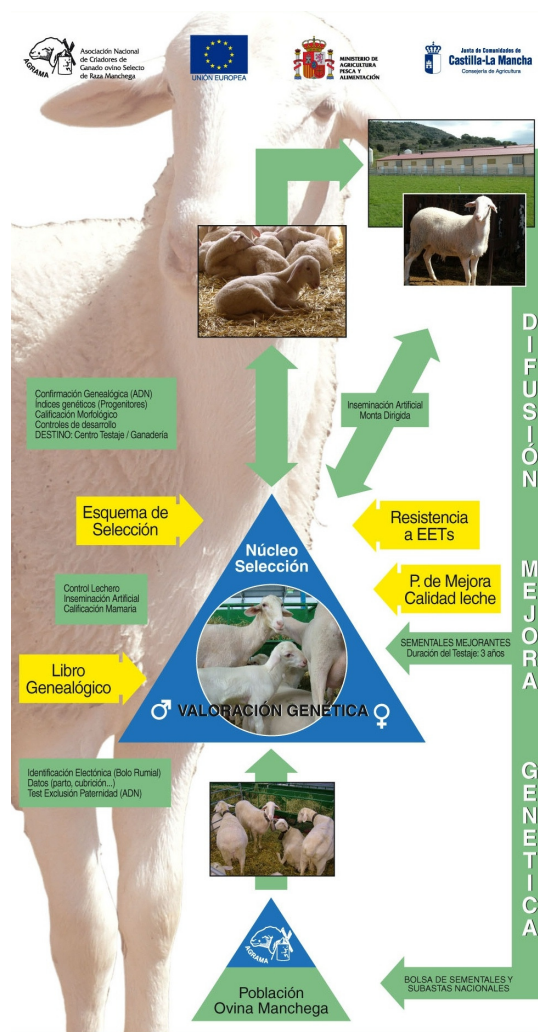 AGRAMA
Asociación Nacional
de Criadores de
Ganado ovino Selecto
de Raza Manchega
UNIÓN EUROPEA
MINISTERIO DE
AGRICULTURA
PESCA Y
ALIMENTACIÓN
Junta de Comunidades de
Castilla-La Mancha
Consejería de Agricultura
DIFUSIÓN MEJORA GENETICA
Confirmación Genealógica (ADN)
Índices genéticos (Progenitores)
Calificación Morfológico
Controles de desarrollo
DESTINO: Centro Testaje / Ganadería
Inseminación Artificial
Monta Dirigida
Esquema de
Selección
Resistencia
a EETs
Núcleo
Selección
P. de Mejora
Calidad leche
Control Lechero
Inseminación Artificial
Calificación Mamaria
SEMENTALES MEJORANTES
Duración del Testaje: 3 años
Libro
Genealógico
♂ VALORACIÓN GENÉTICA ♀
Identificación Electónica (Bolo Rumial)
Datos (parto, cubrición...)
Test Exclusión Paternidad (ADN)
AGRAMA
Población
Ovina Manchega
BOLSA DE SEMENTALES Y
SUBASTAS NACIONALES